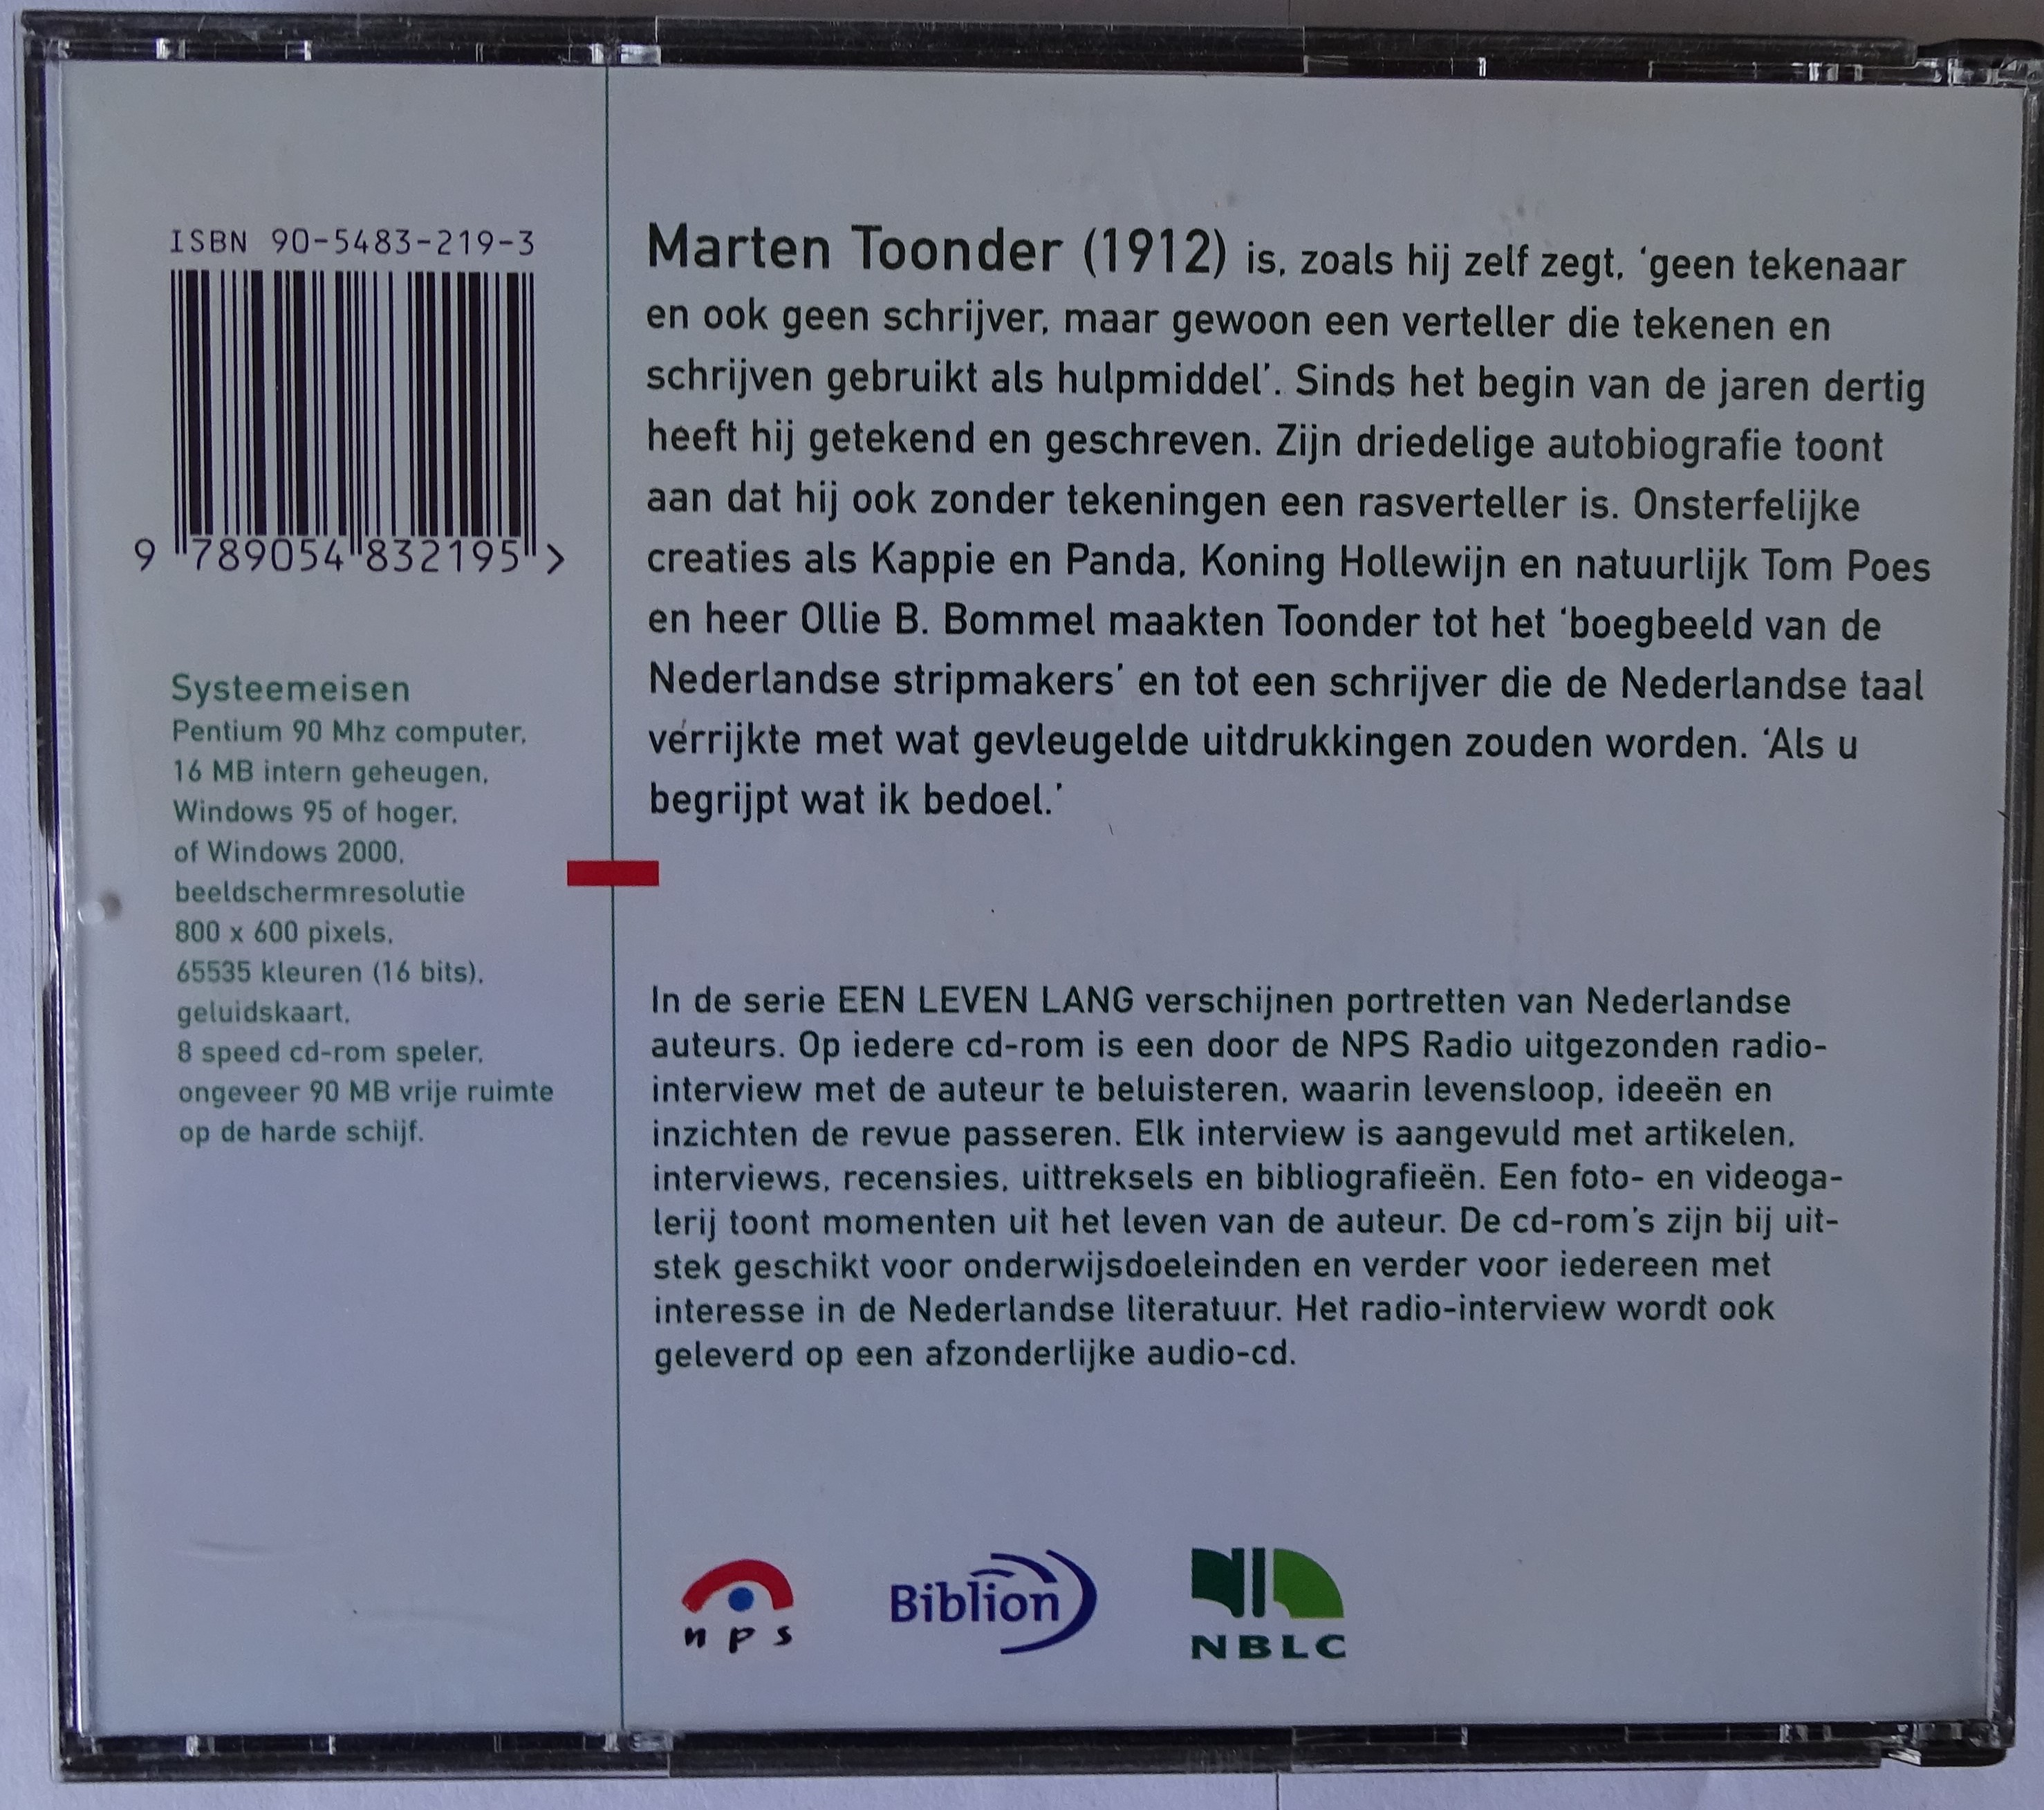 ISBN 90-5483-219-3
9 789054 832195 >
Systeemeisen
Pentium 90 Mhz computer,
16 MB intern geheugen,
Windows 95 of hoger,
of Windows 2000,
beeldschermresolutie
800 x 600 pixels,
65535 kleuren (16 bits),
geluidskaart,
8 speed cd-rom speler,
ongeveer 90 MB vrije ruimte
op de harde schijf.
Marten Toonder (1912) is, zoals hij zelf zegt, ‘geen tekenaar
en ook geen schrijver, maar gewoon een verteller die tekenen en
schrijven gebruikt als hulpmiddel’. Sinds het begin van de jaren dertig
heeft hij getekend en geschreven. Zijn driedelige autobiografie toont
aan dat hij ook zonder tekeningen een rasverteller is. Onsterfelijke
creaties als Kappie en Panda, Koning Hollewijn en natuurlijk Tom Poes
en heer Ollie B. Bommel maakten Toonder tot het ‘boegbeeld van de
Nederlandse stripmakers’ en tot een schrijver die de Nederlandse taal
verrijkte met wat gevleugelde uitdrukkingen zouden worden. ‘Als u
begrijpt wat ik bedoel.’
In de serie EEN LEVEN LANG verschijnen portretten van Nederlandse
auteurs. Op iedere cd-rom is een door de NPS Radio uitgezonden radio-
interview met de auteur te beluisteren, waarin levensloop, ideeën en
inzichten de revue passeren. Elk interview is aangevuld met artikelen,
interviews, recensies, uittreksels en bibliografieën. Een foto- en videoga-
lerij toont momenten uit het leven van de auteur. De cd-rom’s zijn bij uit-
stek geschikt voor onderwijsdoeleinden en verder voor iedereen met
interesse in de Nederlandse literatuur. Het radio-interview wordt ook
geleverd op een afzonderlijke audio-cd.
nps
Biblion
NBLC